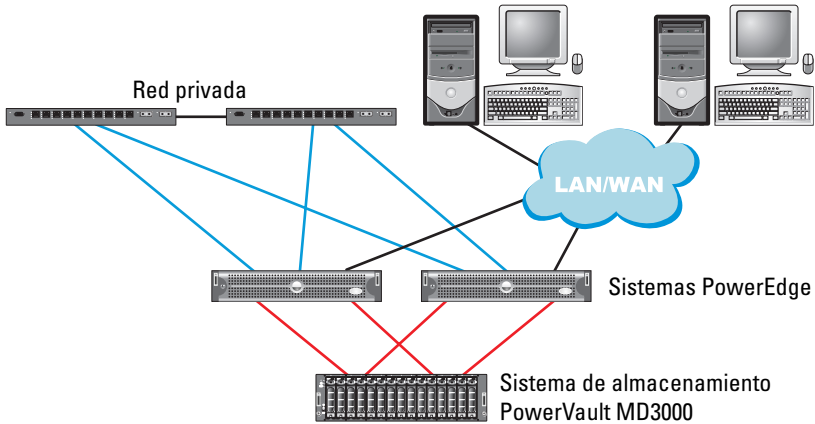 Red privada
LAN/WAN
Sistemas PowerEdge
Sistema de almacenamiento
PowerVault MD3000